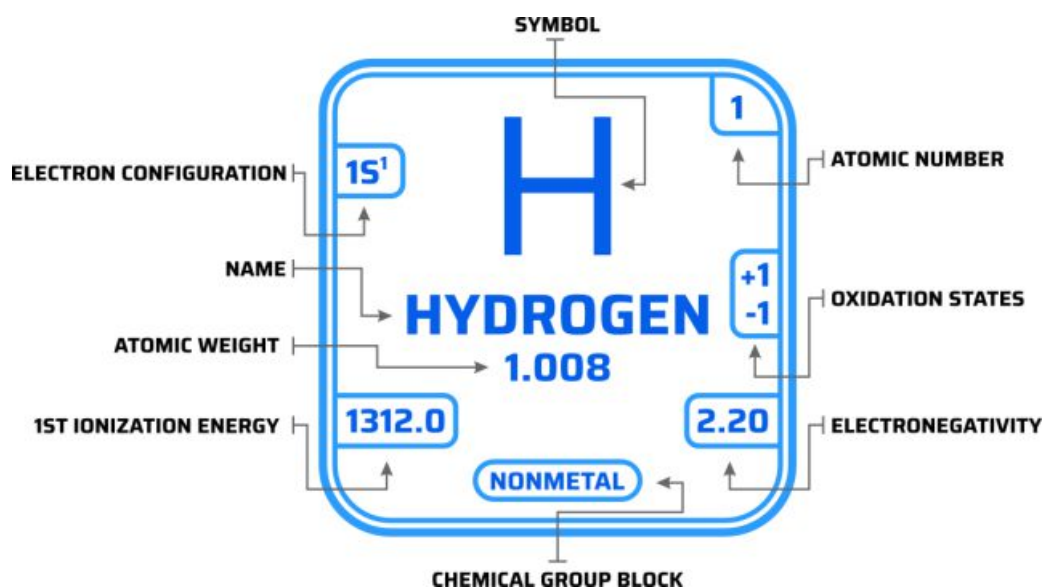 SYMBOL
1
H
ELECTRON CONFIGURATION
1S¹
ATOMIC NUMBER
NAME
+1
-1
OXIDATION STATES
HYDROGEN
ATOMIC WEIGHT
1.008
1ST IONIZATION ENERGY
1312.0
2.20
ELECTRONEGATIVITY
NONMETAL
CHEMICAL GROUP BLOCK